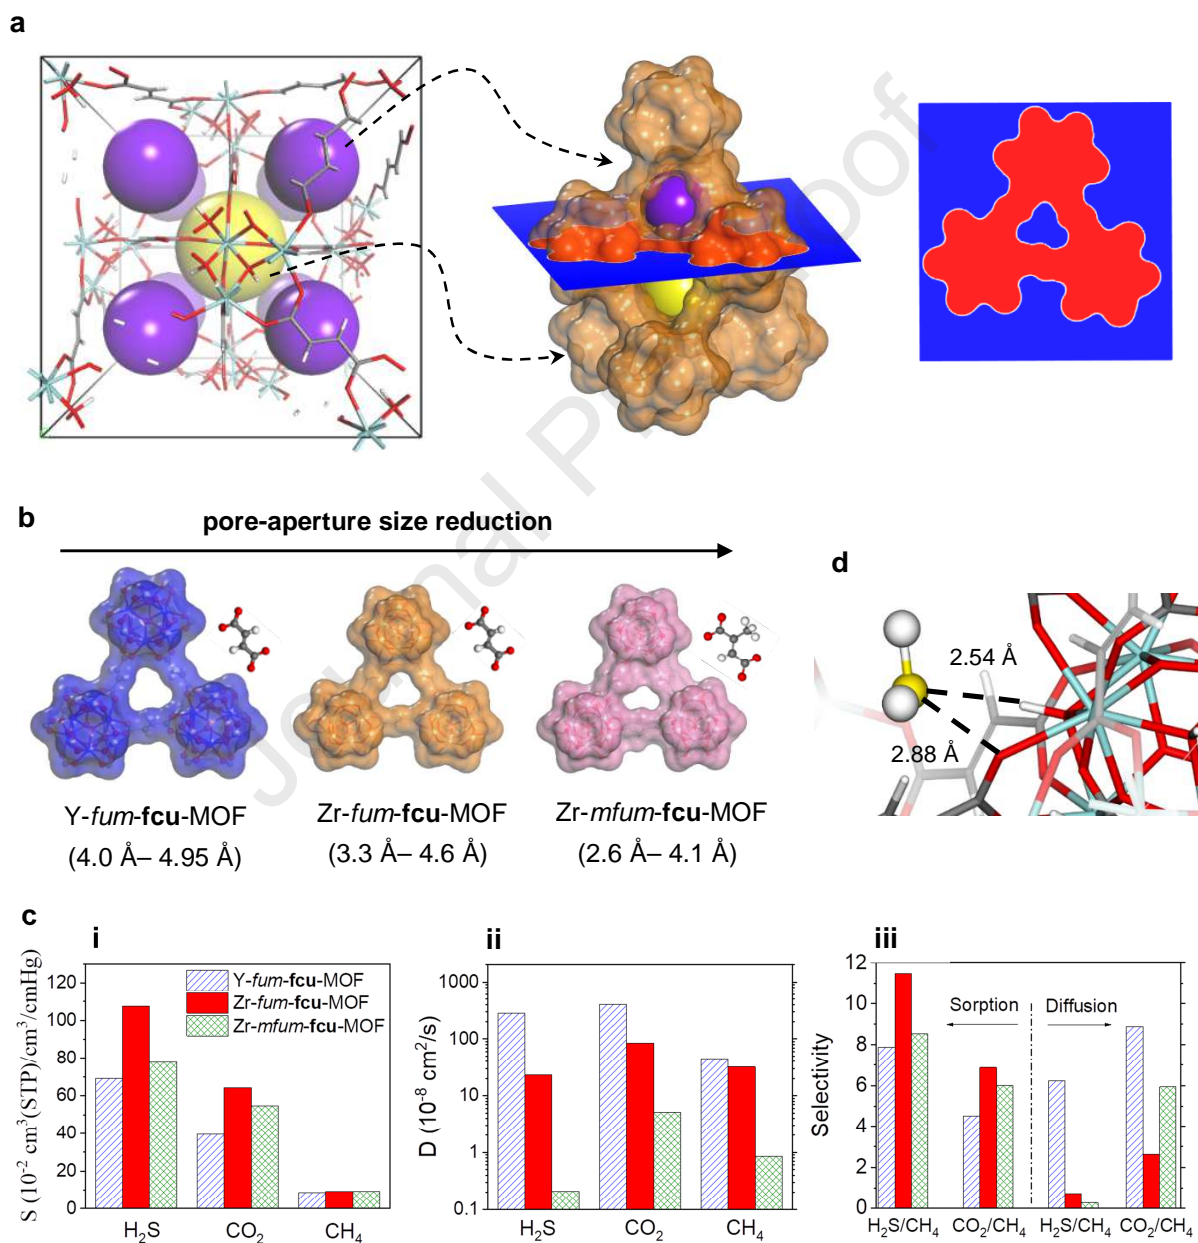 a
Journal Pre-proof
b
pore-aperture size reduction
Y-fum-fcu-MOF
(4.0 Å– 4.95 Å)
Zr-fum-fcu-MOF
(3.3 Å– 4.6 Å)
Zr-mfum-fcu-MOF
(2.6 Å– 4.1 Å)
d
2.54 Å
2.88 Å
c
i
S (10⁻² cm³(STP)/cm³/cmHg)
120
100
80
60
40
20
0
Y-fum-fcu-MOF
Zr-fum-fcu-MOF
Zr-mfum-fcu-MOF
H₂S CO₂ CH₄
ii
D (10⁻⁸ cm²/s)
1000
100
10
1
0.1
H₂S CO₂ CH₄
iii
Selectivity
12
10
8
6
4
2
0
Sorption Diffusion
H₂S/CH₄ CO₂/CH₄ H₂S/CH₄ CO₂/CH₄